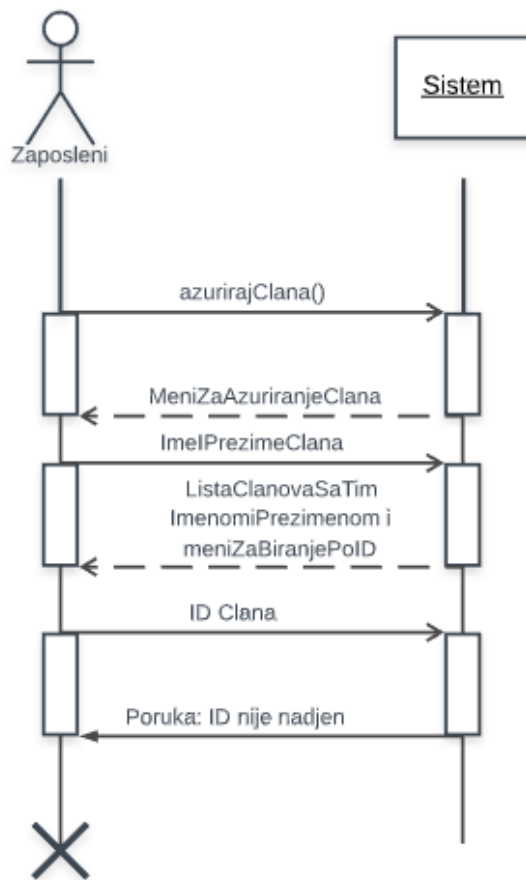 Zaposleni
Sistem
azurirajClana()
MeniZaAzuriranjeClana
ImeIPrezimeClana
ListaClanovaSaTim
ImenomiPrezimenom i
meniZaBiranjePoID
ID Clana
Poruka: ID nije nadjen